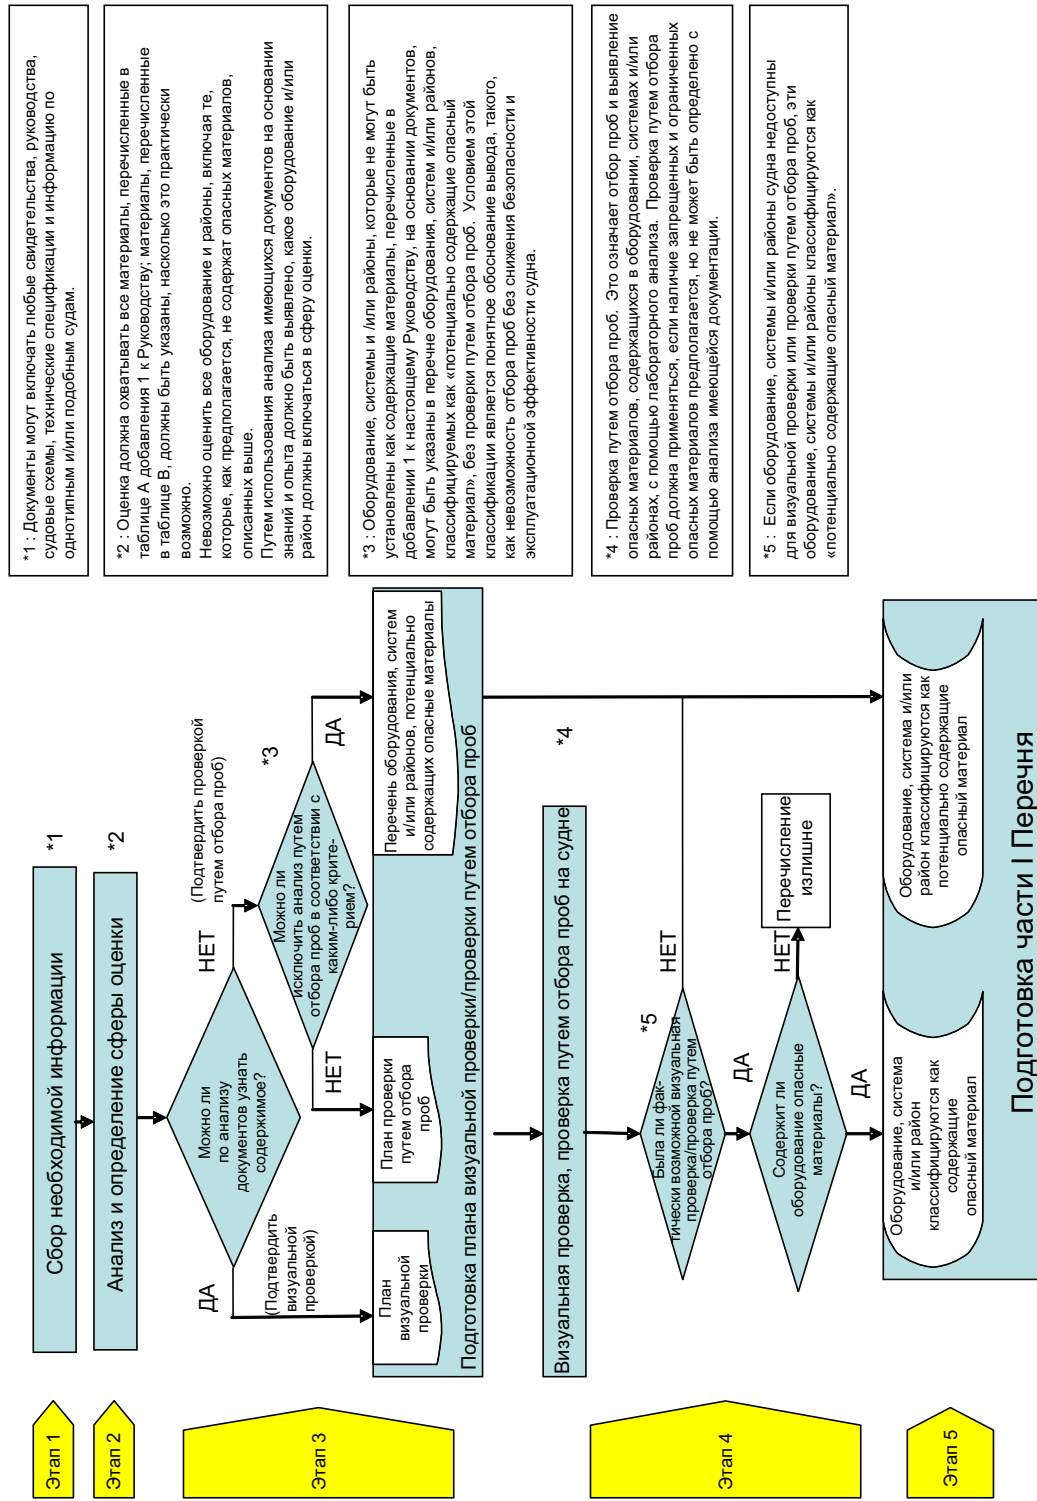 Этап 1
Сбор необходимой информации
*1
Этап 2
Анализ и определение сферы оценки
*2
Этап 3
Можно ли
по анализу
документов узнать
содержимое?
ДА
(Подтвердить
визуальной
проверкой)
НЕТ
(Подтвердить проверкой
путем отбора проб)
*3
Можно ли
исключить анализ путем
отбора проб в соответствии с
каким-либо крите-
рием?
НЕТ
ДА
План
визуальной
проверки
План проверки
путем отбора
проб
Перечень оборудования, систем
и/или районов, потенциально
содержащих опасные материалы
Подготовка плана визуальной проверки/проверки путем отбора проб
Этап 4
Визуальная проверка, проверка путем отбора проб на судне
*4
*5
Была ли фак-
тически возможной визуальная
проверка/проверка путем
отбора проб?
НЕТ
ДА
Содержит ли
оборудование опасные
материалы?
НЕТ
Перечисление
излишне
ДА
Этап 5
Оборудование, система
и/или район
классифицируются как
содержащие
опасный материал
Оборудование, система и/или
район классифицируются как
потенциально содержащие
опасный материал
Подготовка части I Перечня
*1 : Документы могут включать любые свидетельства, руководства,
судовые схемы, технические спецификации и информацию по
однотипным и/или подобным судам.
*2 : Оценка должна охватывать все материалы, перечисленные в
таблице А добавления 1 к Руководству; материалы, перечисленные
в таблице В, должны быть указаны, насколько это практически
возможно.
Невозможно оценить все оборудование и районы, включая те,
которые, как предполагается, не содержат опасных материалов,
описанных выше.
Путем использования анализа имеющихся документов на основании
знаний и опыта должно быть выявлено, какое оборудование и/или
район должны включаться в сферу оценки.
*3 : Оборудование, системы и /или районы, которые не могут быть
установлены как содержащие материалы, перечисленные в
добавлении 1 к настоящему Руководству, на основании документов,
могут быть указаны в перечне оборудования, систем и/или районов,
классифицируемых как «потенциально содержащие опасный
материал», без проверки путем отбора проб. Условием этой
классификации является понятное обоснование вывода, такого,
как невозможность отбора проб без снижения безопасности и
эксплуатационной эффективности судна.
*4 : Проверка путем отбора проб. Это означает отбор проб и выявление
опасных материалов, содержащихся в оборудовании, системах и/или
районах, с помощью лабораторного анализа. Проверка путем отбора
проб должна применяться, если наличие запрещенных и ограниченных
опасных материалов предполагается, но не может быть определено с
помощью анализа имеющейся документации.
*5 : Если оборудование, системы и/или районы судна недоступны
для визуальной проверки или проверки путем отбора проб, эти
оборудование, системы и/или районы классифицируются как
«потенциально содержащие опасный материал».